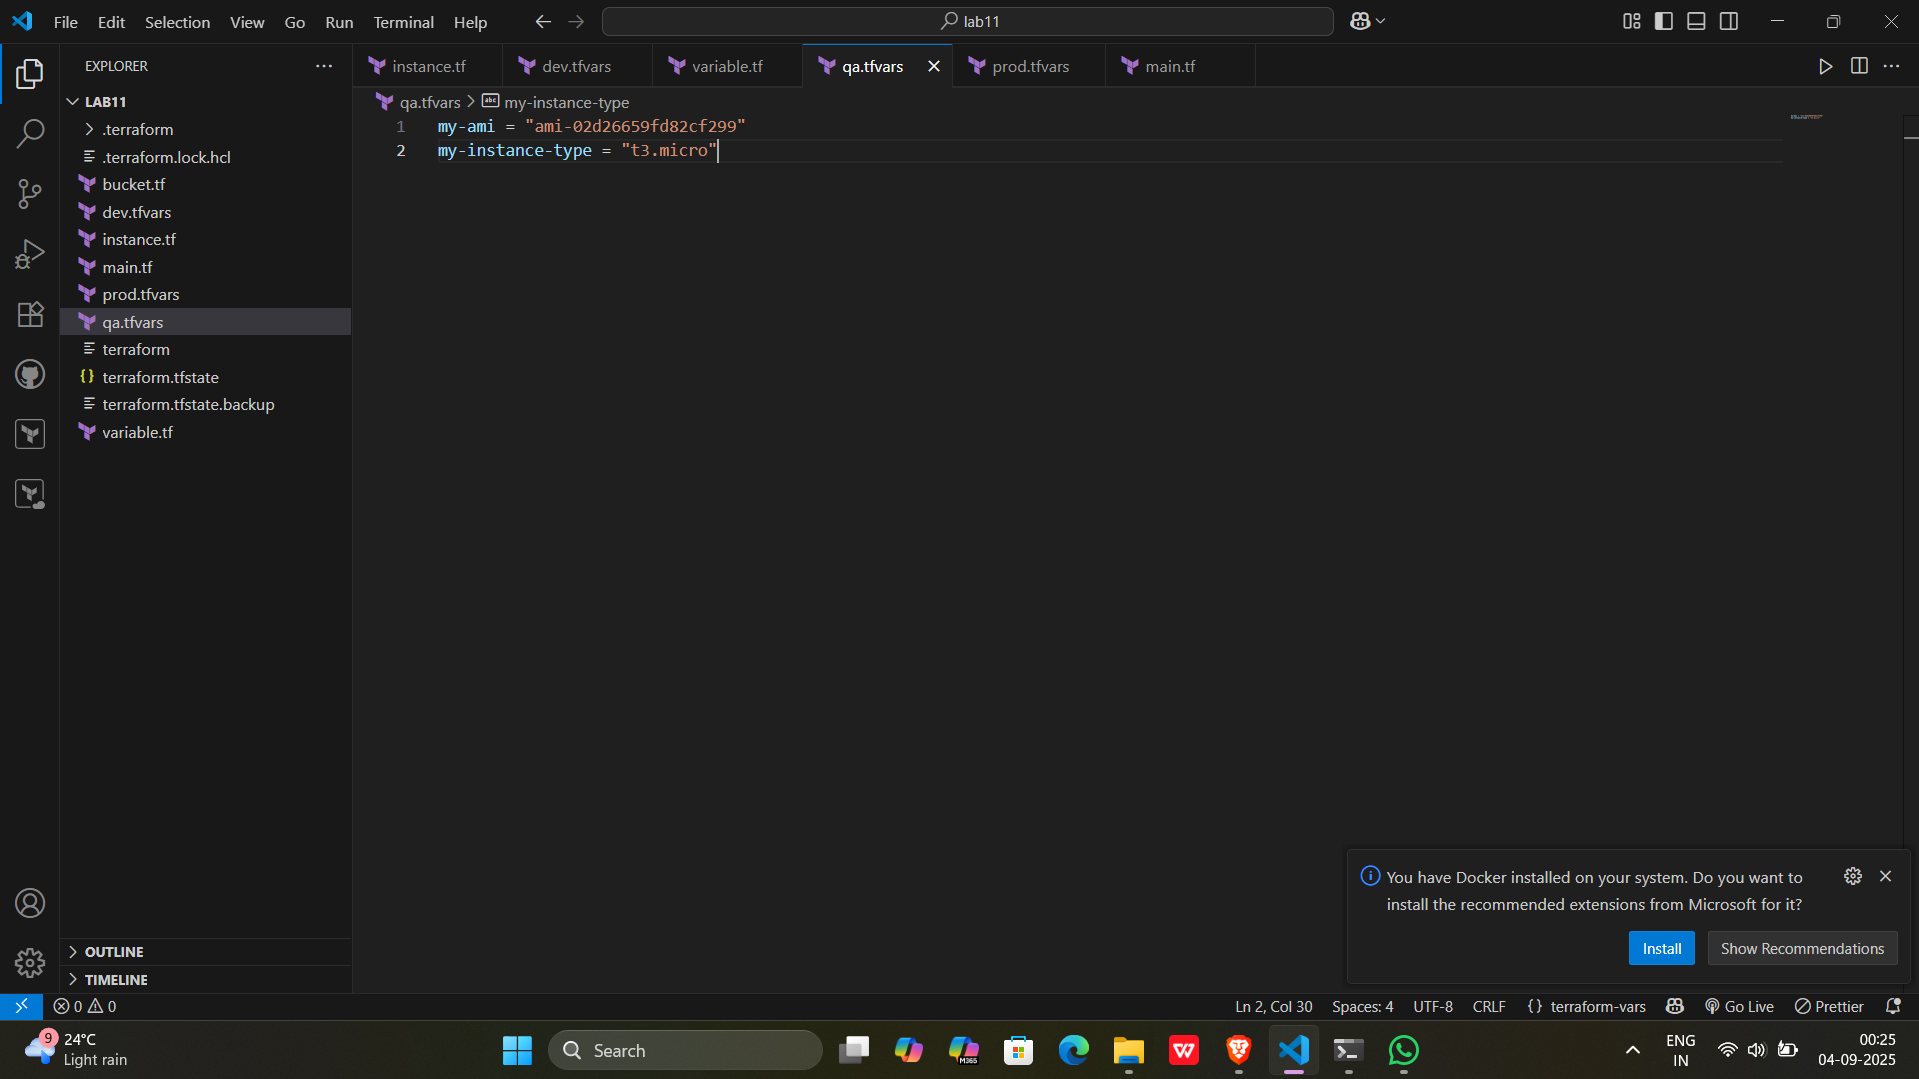 File Edit Selection View Go Run Terminal Help
lab11
EXPLORER
LAB11
.terraform
.terraform.lock.hcl
bucket.tf
dev.tfvars
instance.tf
main.tf
prod.tfvars
qa.tfvars
terraform
{} terraform.tfstate
terraform.tfstate.backup
variable.tf
OUTLINE
TIMELINE
instance.tf dev.tfvars variable.tf qa.tfvars prod.tfvars main.tf
qa.tfvars > abc my-instance-type
1 my-ami = "ami-02d26659fd82cf299"
2 my-instance-type = "t3.micro"
You have Docker installed on your system. Do you want to
install the recommended extensions from Microsoft for it?
Install Show Recommendations
0 0 Ln 2, Col 30 Spaces: 4 UTF-8 CRLF {} terraform-vars Go Live Prettier
9 24°C
Light rain
Search
M365
W
ENG
IN
00:25
04-09-2025